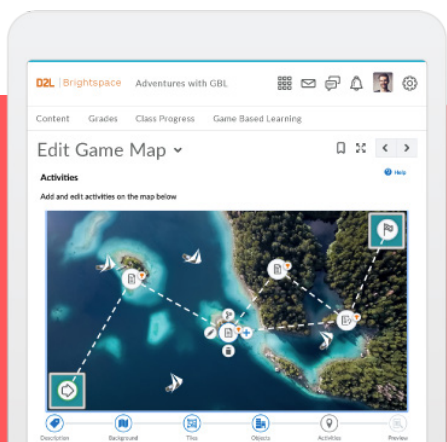 D2L | Brightspace Adventures with GBL
Content Grades Class Progress Game Based Learning
Edit Game Map
Activities
Help
Add and edit activities on the map below
Description Background Tiles Objects Activities Preview